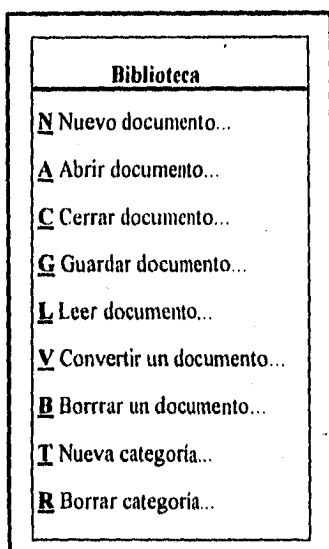 Biblioteca
N Nuevo documento...
A Abrir documento...
C Cerrar documento...
G Guardar documento...
L Leer documento...
V Convertir un documento...
B Borrrar un documento...
T Nueva categoría...
R Borrar categoría...